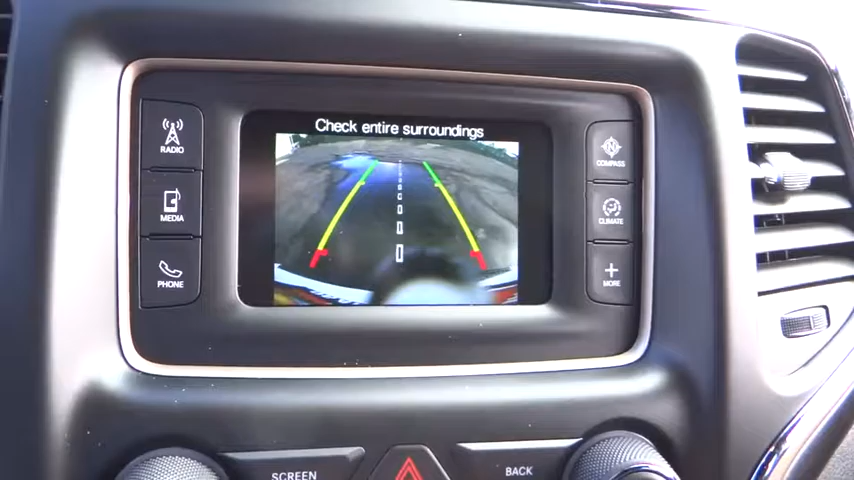 Check entire surroundings
RADIO
MEDIA
PHONE
N
COMPASS
CLIMATE
MORE
SCREEN
BACK